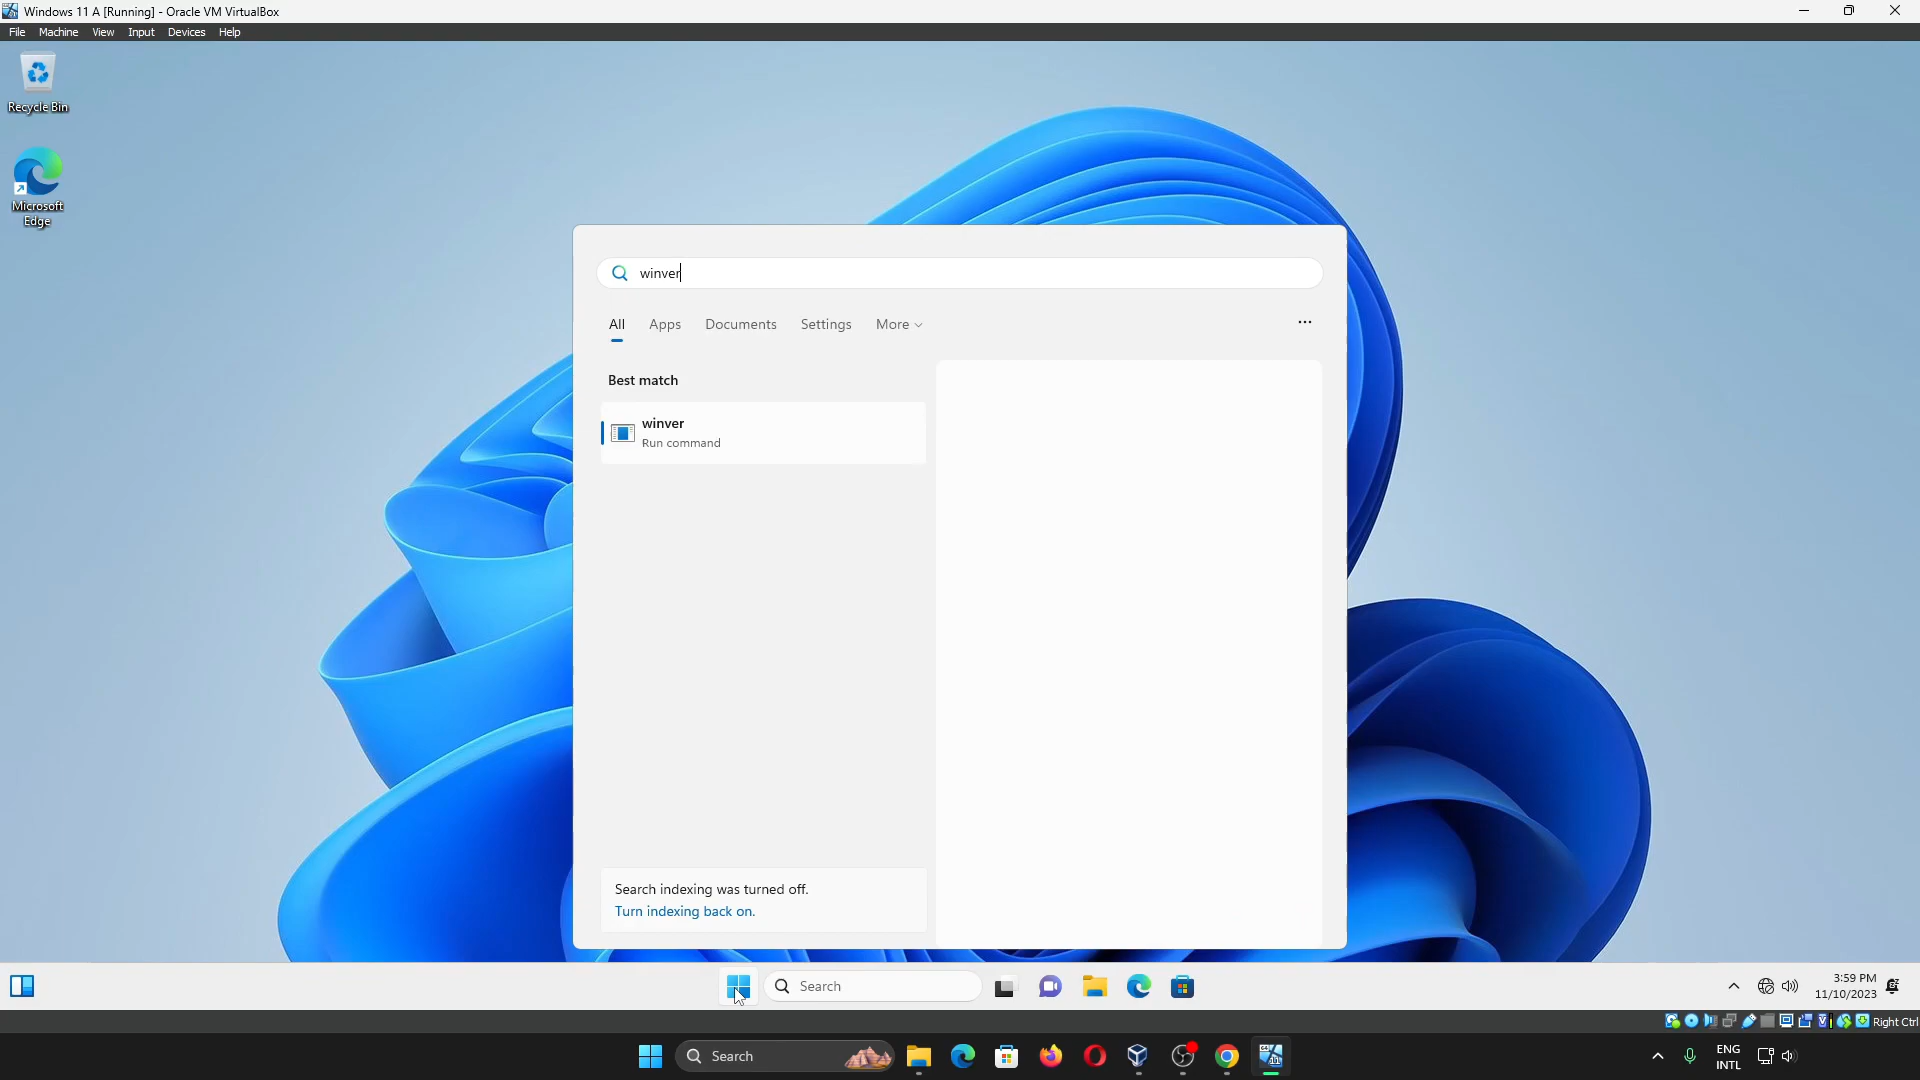 Windows 11 A [Running] - Oracle VM VirtualBox
File Machine View Input Devices Help
Recycle Bin
Microsoft
Edge
winver
All Apps Documents Settings More
Best match
winver
Run command
Search indexing was turned off.
Turn indexing back on.
Search
3:59 PM
11/10/2023
Right Ctrl
Search
ENG
INTL